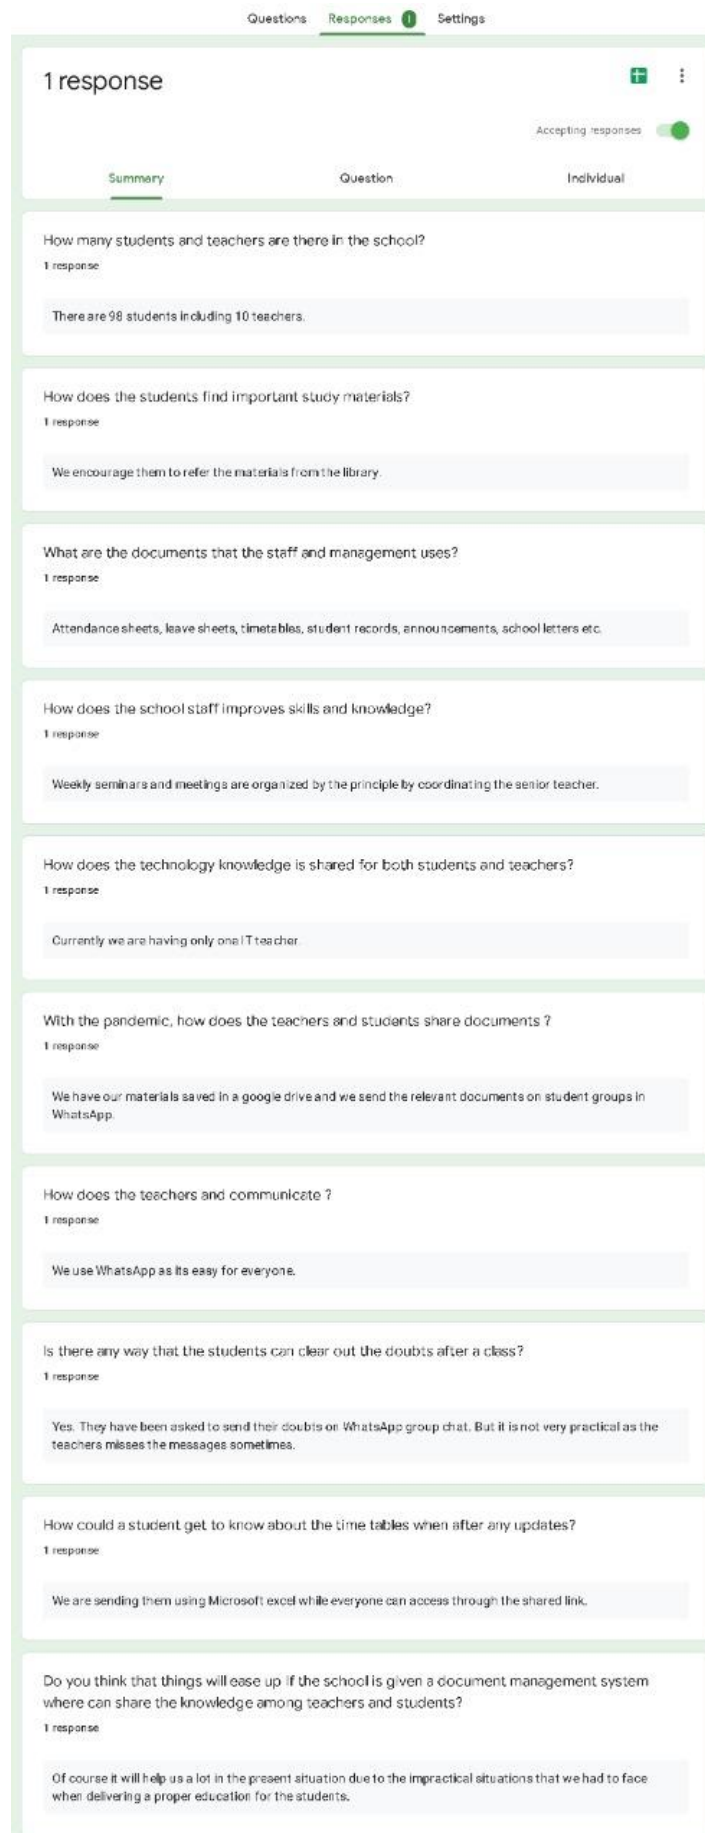 Questions Responses 1 Settings
1 response
Accepting responses
Summary Question Individual
How many students and teachers are there in the school?
1 response
There are 98 students including 10 teachers.
How does the students find important study materials?
1 response
We encourage them to refer the materials from the library.
What are the documents that the staff and management uses?
1 response
Attendance sheets, leave sheets, timetables, student records, announcements, school letters etc.
How does the school staff improves skills and knowledge?
1 response
Weekly seminars and meetings are organized by the principle by coordinating the senior teacher.
How does the technology knowledge is shared for both students and teachers?
1 response
Currently we are having only one IT teacher.
With the pandemic, how does the teachers and students share documents ?
1 response
We have our materials saved in a google drive and we send the relevant documents on student groups in
WhatsApp.
How does the teachers and communicate ?
1 response
We use WhatsApp as its easy for everyone.
Is there any way that the students can clear out the doubts after a class?
1 response
Yes. They have been asked to send their doubts on WhatsApp group chat. But it is not very practical as the
teachers misses the messages sometimes.
How could a student get to know about the time tables when after any updates?
1 response
We are sending them using Microsoft excel while everyone can access through the shared link.
Do you think that things will ease up if the school is given a document management system
where can share the knowledge among teachers and students?
1 response
Of course it will help us a lot in the present situation due to the impractical situations that we had to face
when delivering a proper education for the students.